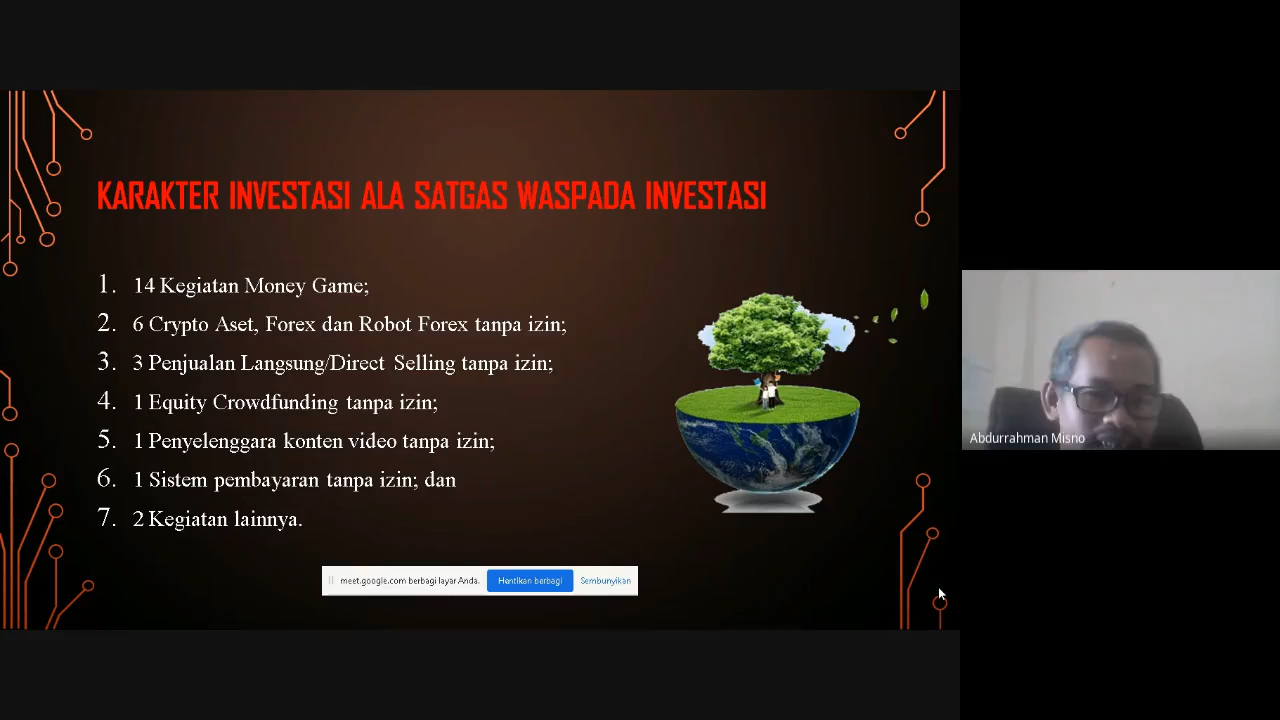 KARAKTER INVESTASI ALA SATGAS WASPADA INVESTASI
1. 14 Kegiatan Money Game;
2. 6 Crypto Aset, Forex dan Robot Forex tanpa izin;
3. 3 Penjualan Langsung/Direct Selling tanpa izin;
4. 1 Equity Crowdfunding tanpa izin;
5. 1 Penyelenggara konten video tanpa izin;
6. 1 Sistem pembayaran tanpa izin; dan
7. 2 Kegiatan lainnya.
meet.google.com berbagi layar Anda. Hentikan berbagi Sembunyikan
Abdurrahman Misno